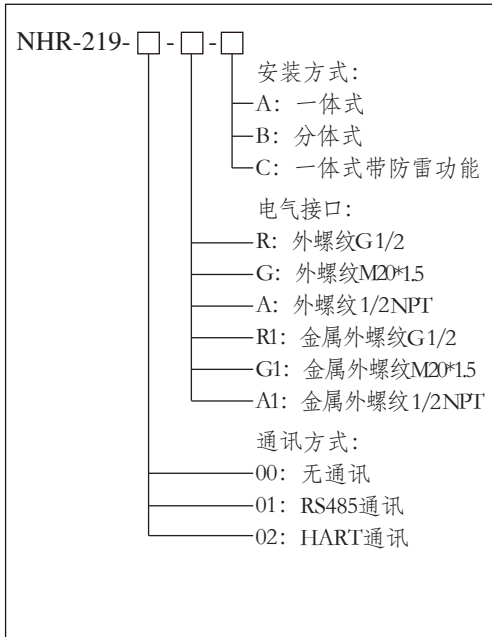 NHR-219-□-□-□
安装方式：
A：一体式
B：分体式
C：一体式带防雷功能
电气接口：
R：外螺纹G1/2
G：外螺纹M20*1.5
A：外螺纹1/2NPT
R1：金属外螺纹G1/2
G1：金属外螺纹M20*1.5
A1：金属外螺纹1/2NPT
通讯方式：
00：无通讯
01：RS485通讯
02：HART通讯